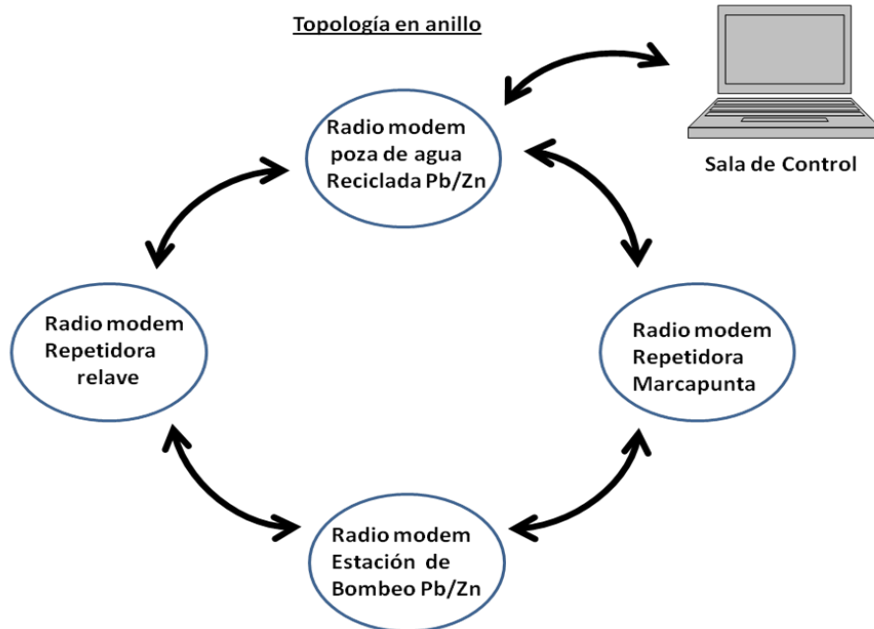 Topología en anillo
Radio modem
poza de agua
Reciclada Pb/Zn
Sala de Control
Radio modem
Repetidora
relave
Radio modem
Repetidora
Marcapunta
Radio modem
Estación de
Bombeo Pb/Zn